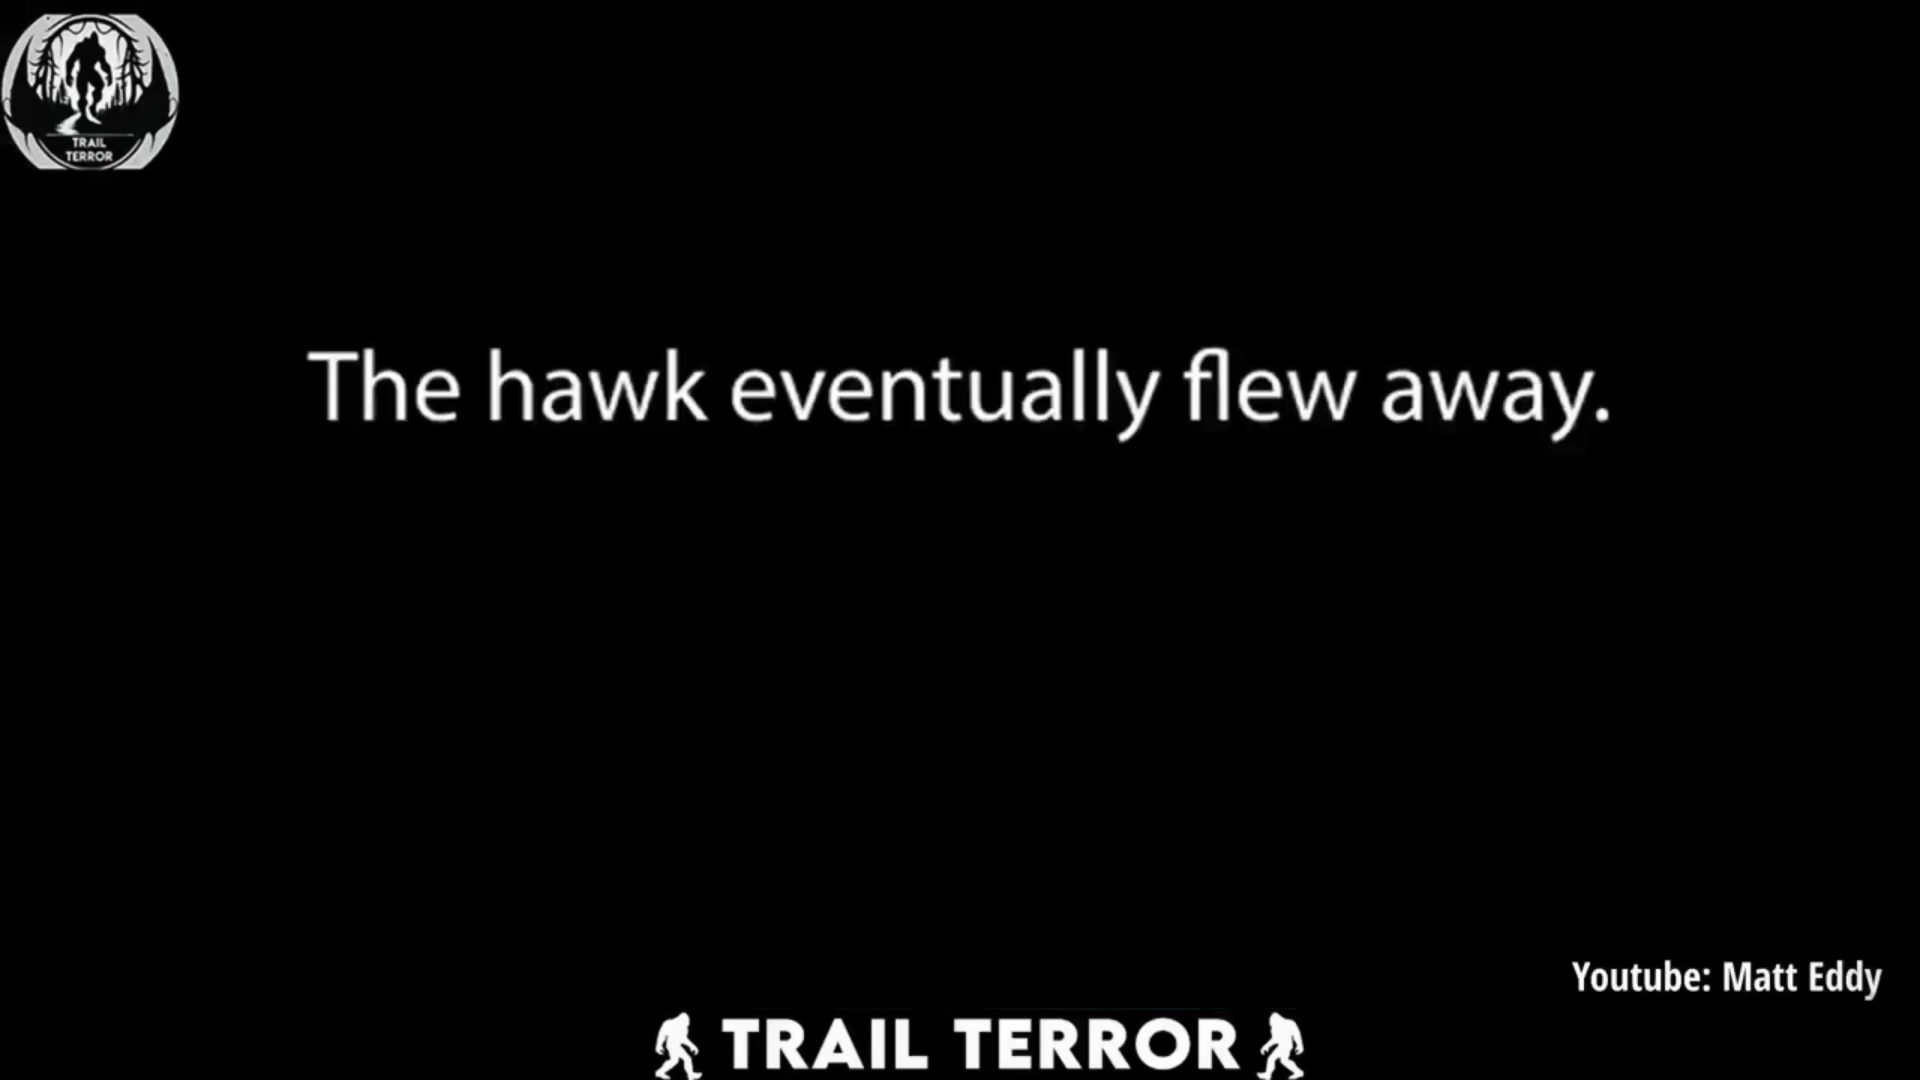 TRAIL
TERROR
The hawk eventually flew away.
Youtube: Matt Eddy
TRAIL TERROR